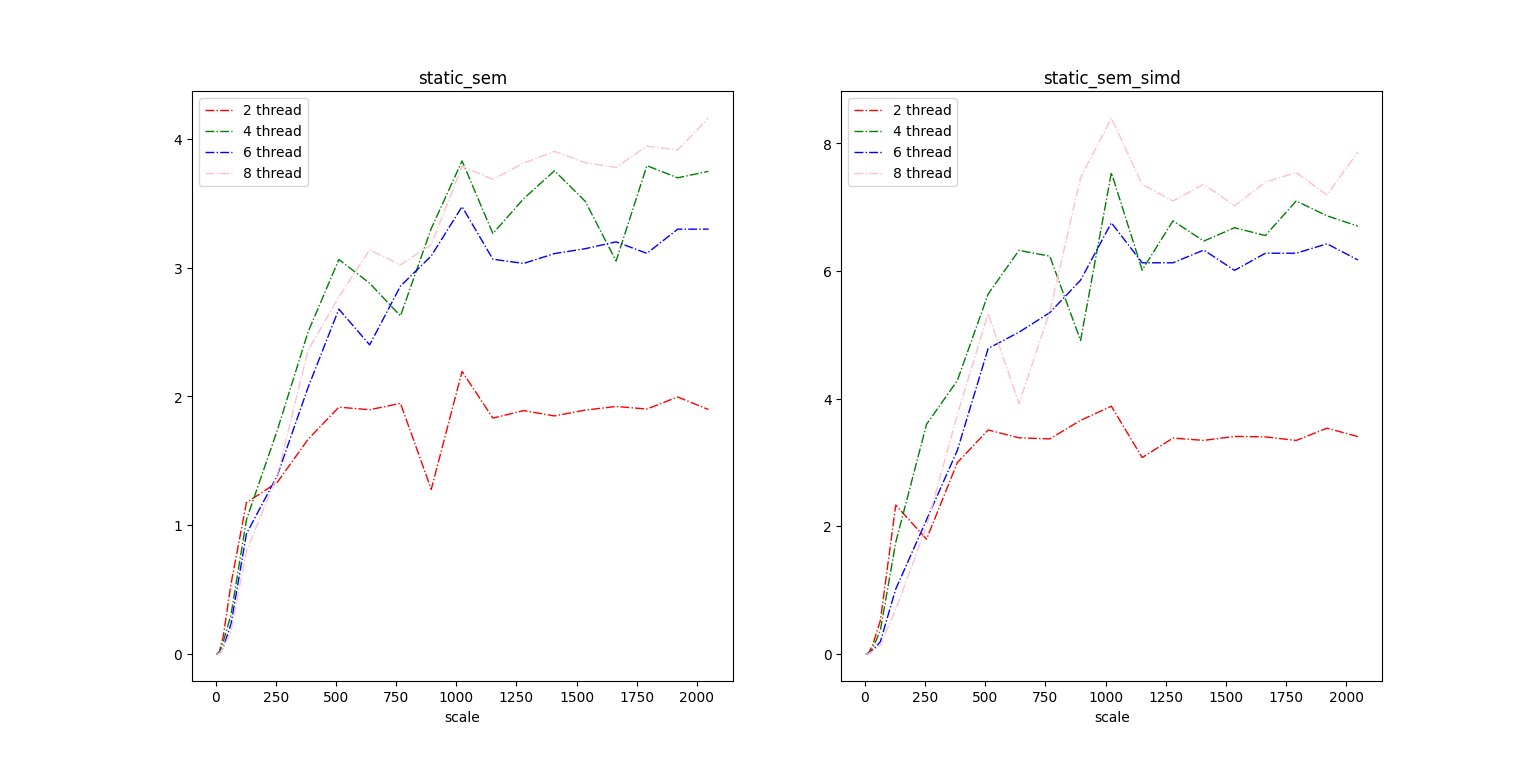 static_sem
2 thread
4 thread
6 thread
8 thread
4
3
2
1
0
0 250 500 750 1000 1250 1500 1750 2000
scale
static_sem_simd
2 thread
4 thread
6 thread
8 thread
8
6
4
2
0
0 250 500 750 1000 1250 1500 1750 2000
scale